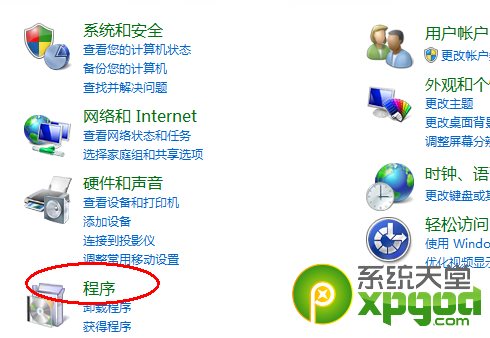 系统和安全
查看您的计算机状态
备份您的计算机
查找并解决问题
网络和 Internet
查看网络状态和任务
选择家庭组和共享选项
硬件和声音
查看设备和打印机
添加设备
连接到投影仪
调整常用移动设置
程序
卸载程序
获得程序
用户帐户
更改帐户
外观和个
更改主题
更改桌面背
调整屏幕分
时钟、语
更改键盘或
轻松访问
使用 Window
优化视频显示
系统天堂
xpgod.com